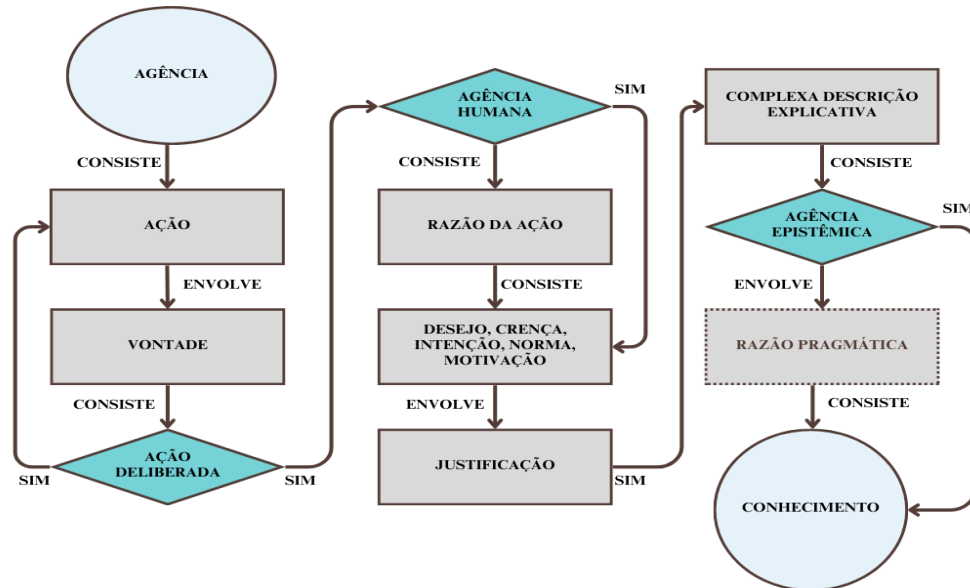 AGÊNCIA
CONSISTE
AÇÃO
ENVOLVE
VONTADE
CONSISTE
AÇÃO
DELIBERADA
SIM
SIM
AGÊNCIA
HUMANA
SIM
CONSISTE
RAZÃO DA AÇÃO
CONSISTE
DESEJO, CRENÇA,
INTENÇÃO, NORMA,
MOTIVAÇÃO
ENVOLVE
JUSTIFICAÇÃO
SIM
COMPLEXA DESCRIÇÃO
EXPLICATIVA
CONSISTE
AGÊNCIA
EPISTÊMICA
SIM
ENVOLVE
RAZÃO PRAGMÁTICA
CONSISTE
CONHECIMENTO